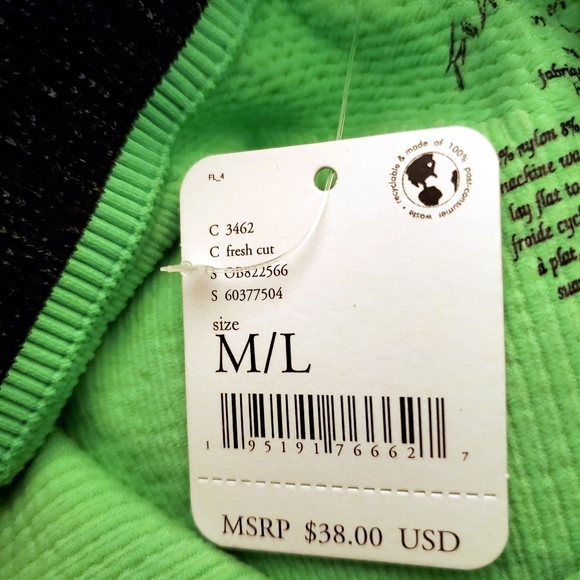 FL_4
recyclable & made of 100% post-consumer waste •
C 3462
C fresh cut
S OB822566
S 60377504
size
M/L
1 95191 76662 7
MSRP $38.00 USD
fabriqu
% nylon 8%
machine wa
lay flat to
froide cyc
à plat